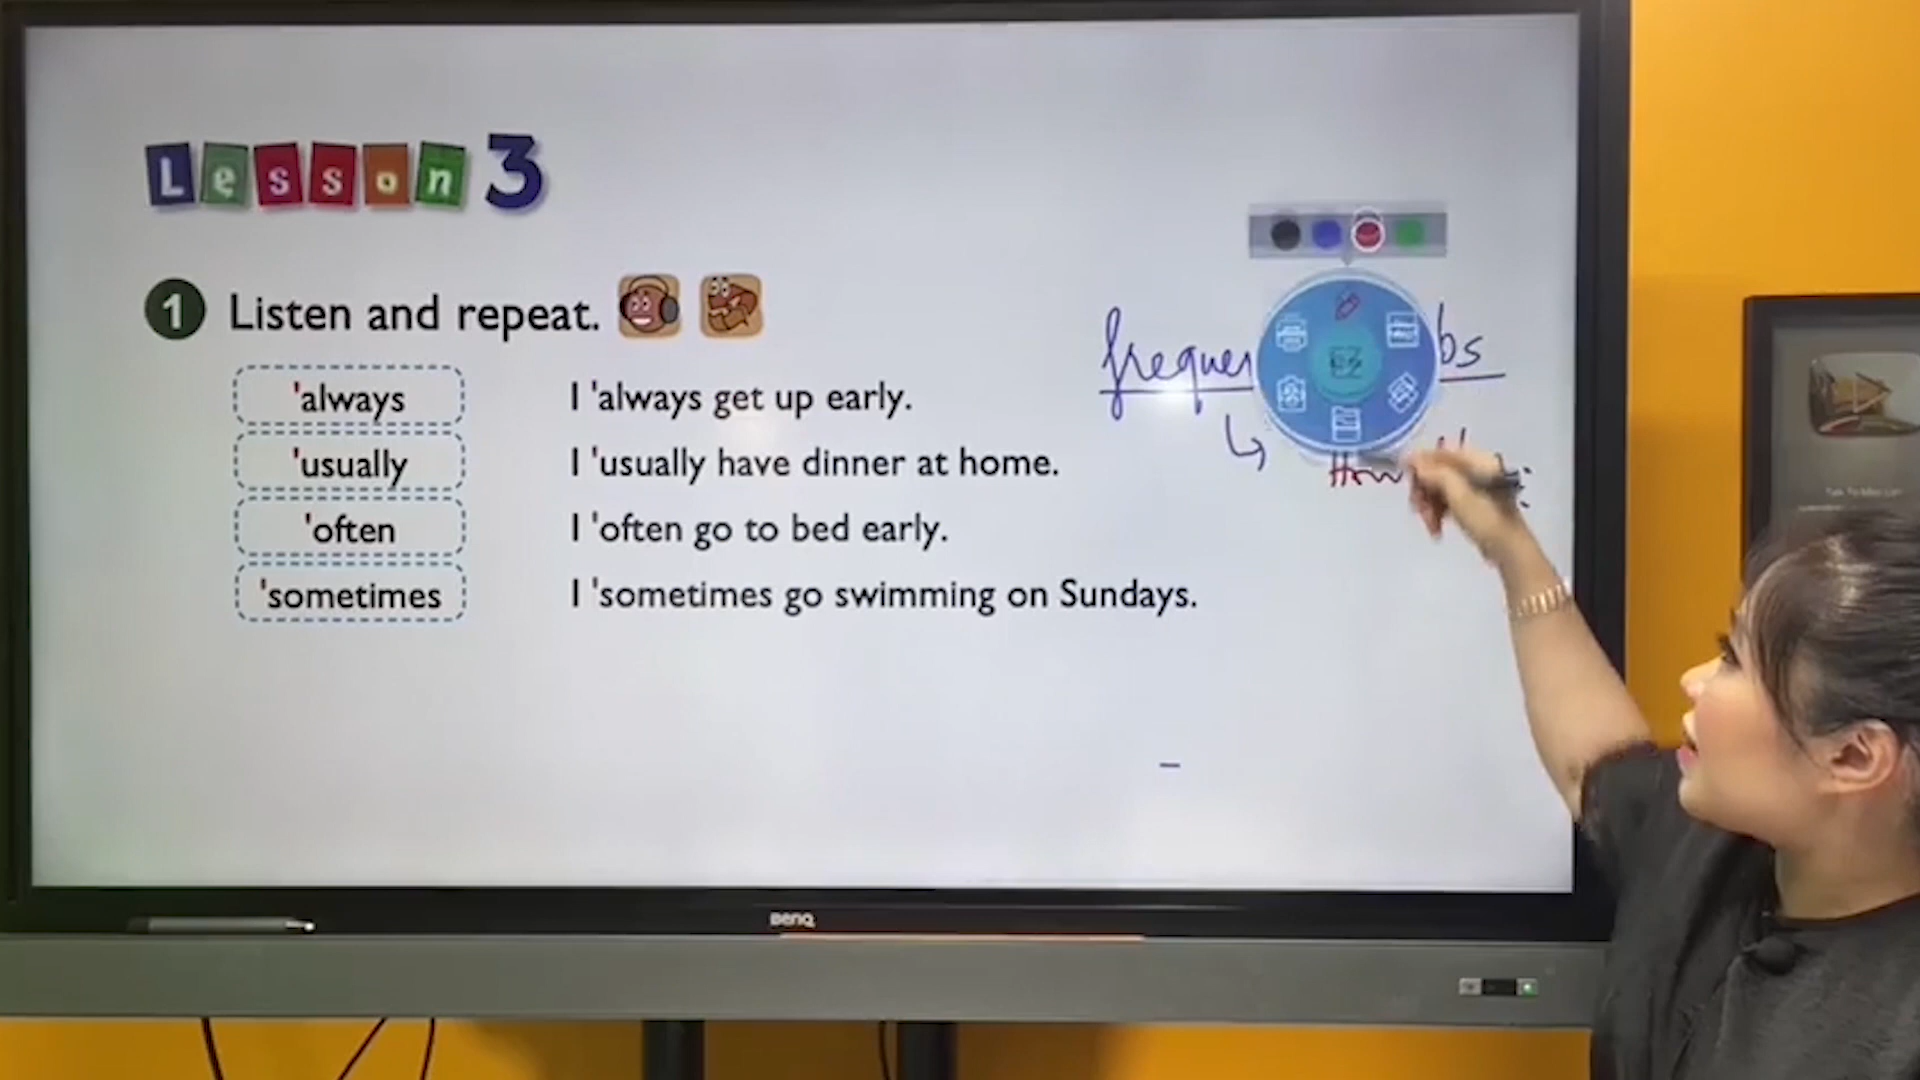 Lesson 3
1 Listen and repeat.
'always I 'always get up early.
'usually I 'usually have dinner at home.
'often I 'often go to bed early.
'sometimes I 'sometimes go swimming on Sundays.
How
BenQ